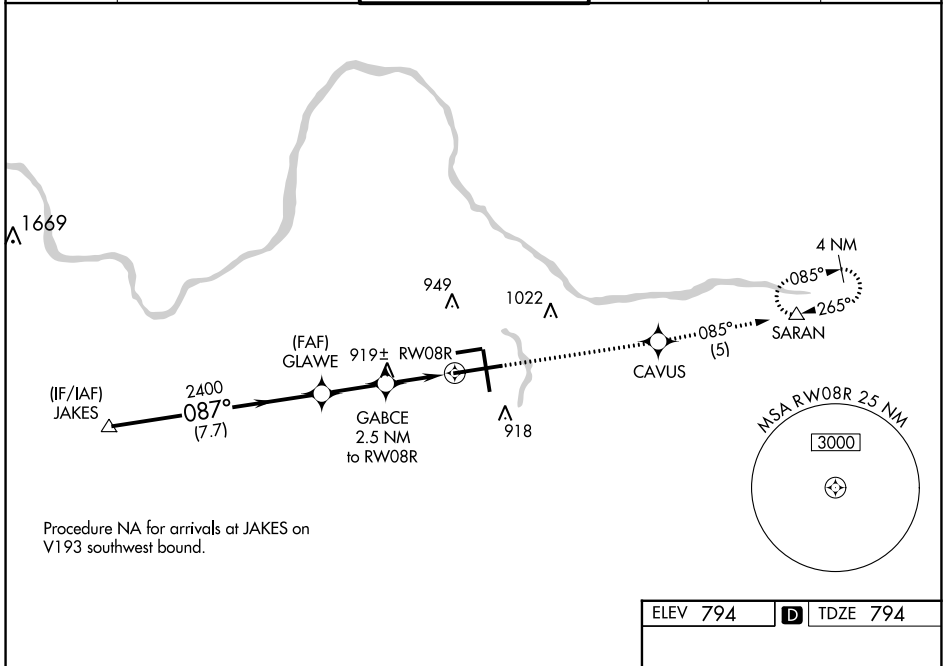 1669
4 NM
085°
265°
SARAN
949
1022
085°
(5)
CAVUS
(FAF)
GLAWE
919±
RW08R
(IF/IAF)
JAKES
2400
087°
(7.7)
GABCE
2.5 NM
to RW08R
918
MSA RW08R 25 NM
3000
Procedure NA for arrivals at JAKES on
V193 southwest bound.
ELEV 794 D TDZE 794